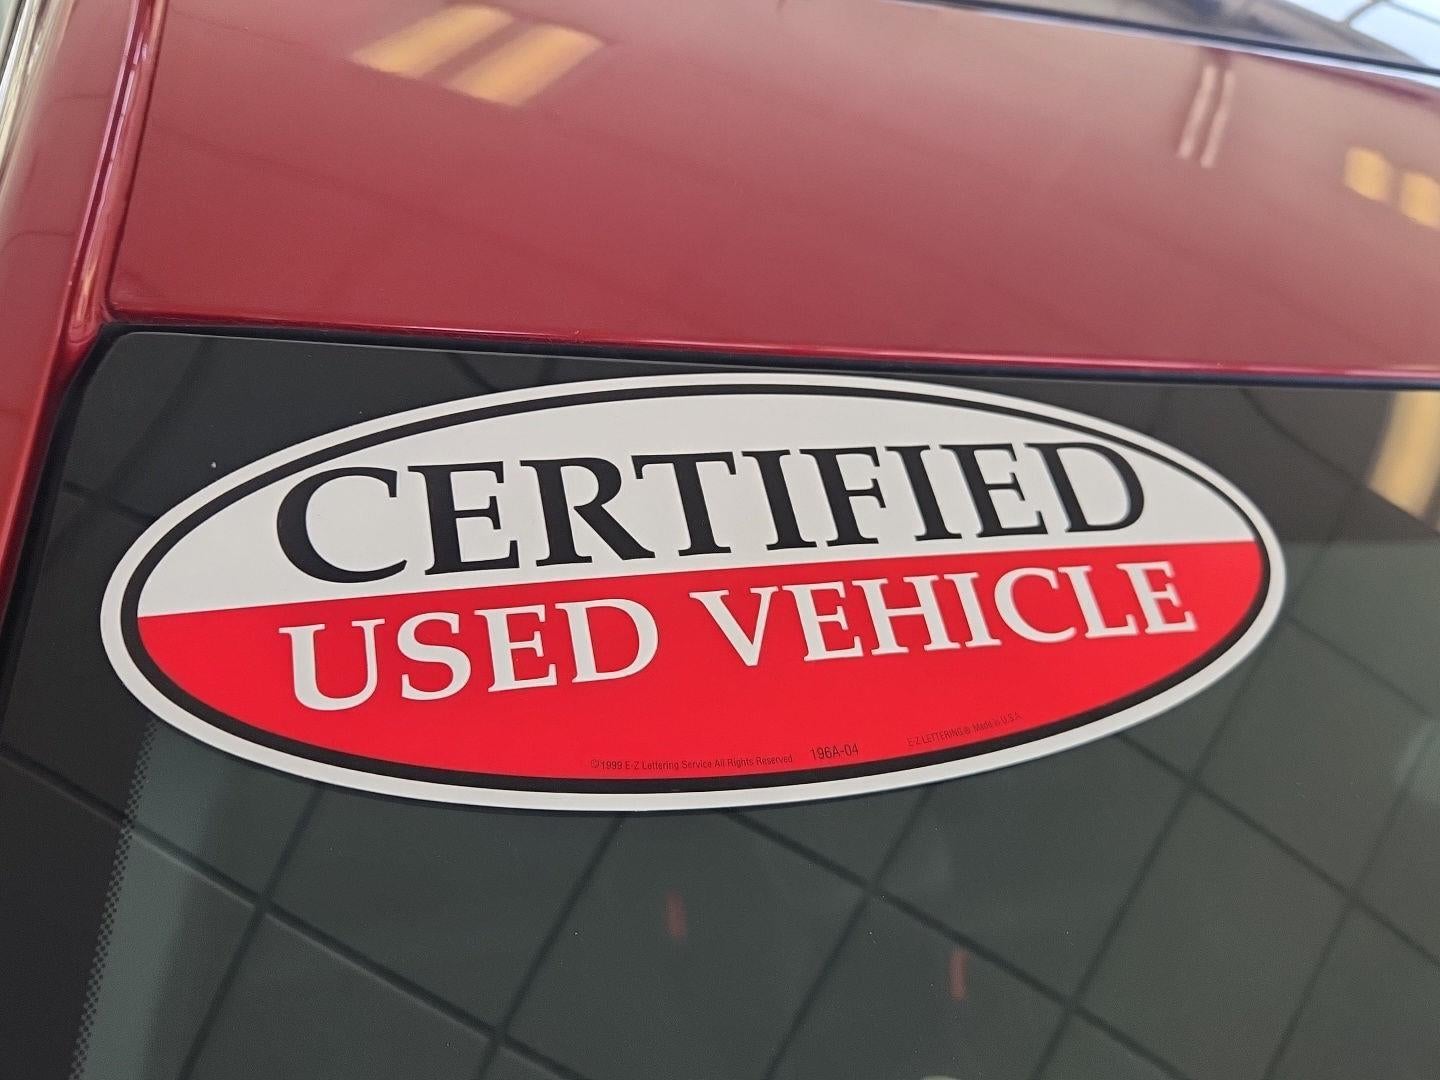 CERTIFIED
USED VEHICLE
©1999 E-Z Lettering Service All Rights Reserved 196A-04 E-Z LETTERING® Made in U.S.A.